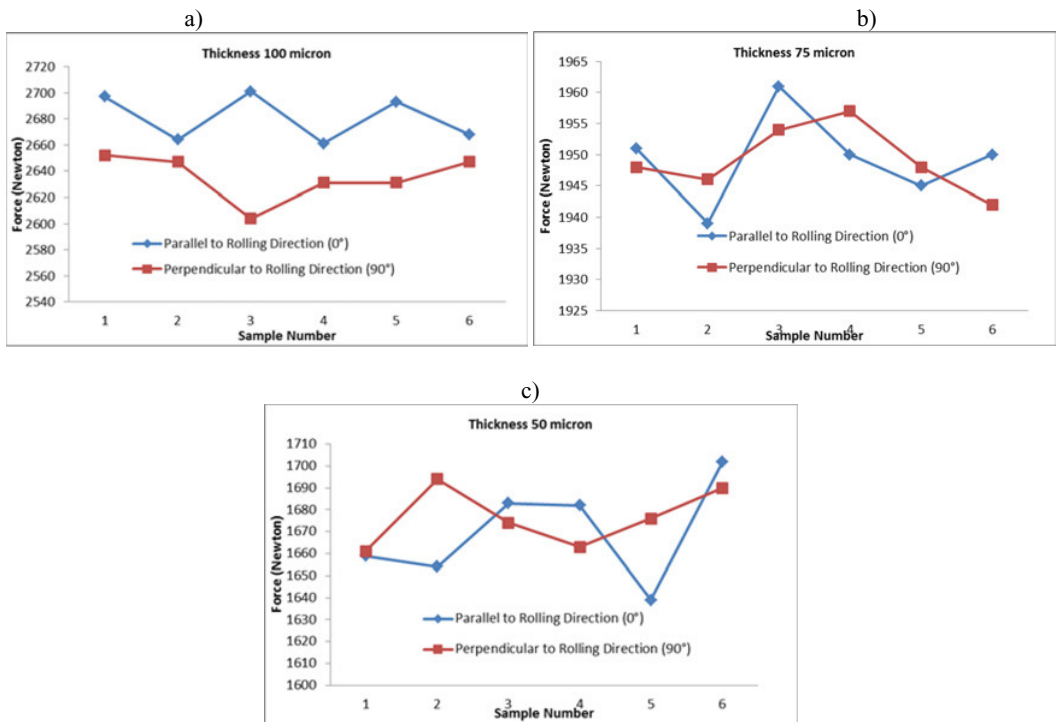 a)
Thickness 100 micron
2720
2700
2680
2660
2640
2620
2600
2580
2560
2540
Force (Newton)
Parallel to Rolling Direction (0°)
Perpendicular to Rolling Direction (90°)
1 2 3 4 5 6
Sample Number
b)
Thickness 75 micron
1965
1960
1955
1950
1945
1940
1935
1930
1925
Force (Newton)
Parallel to Rolling Direction (0°)
Perpendicular to Rolling Direction (90°)
1 2 3 4 5 6
Sample Number
c)
Thickness 50 micron
1710
1700
1690
1680
1670
1660
1650
1640
1630
1620
1610
1600
Force (Newton)
Parallel to Rolling Direction (0°)
Perpendicular to Rolling Direction (90°)
1 2 3 4 5 6
Sample Number